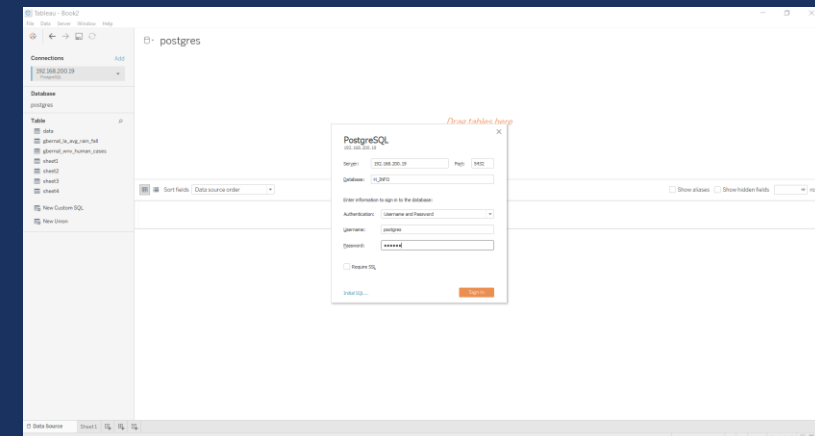 Tableau - Book2
File Data Server Window Help
postgres
Connections Add
192.168.200.19
PostgreSQL
Database
postgres
Table
data
gbernal_la_avg_rain_fall
gbernal_env_human_cases
sheet1
sheet2
sheet3
sheet4
New Custom SQL
New Union
Drag tables here
PostgreSQL
192.168.200.19
Server: 192.168.200.19 Port: 5432
Database: H_INFO
Enter information to sign in to the database:
Authentication: Username and Password
Username: postgres
Password: ••••••
Require SSL
Initial SQL... Sign In
Sort fields Data source order
Show aliases Show hidden fields
Data Source Sheet1